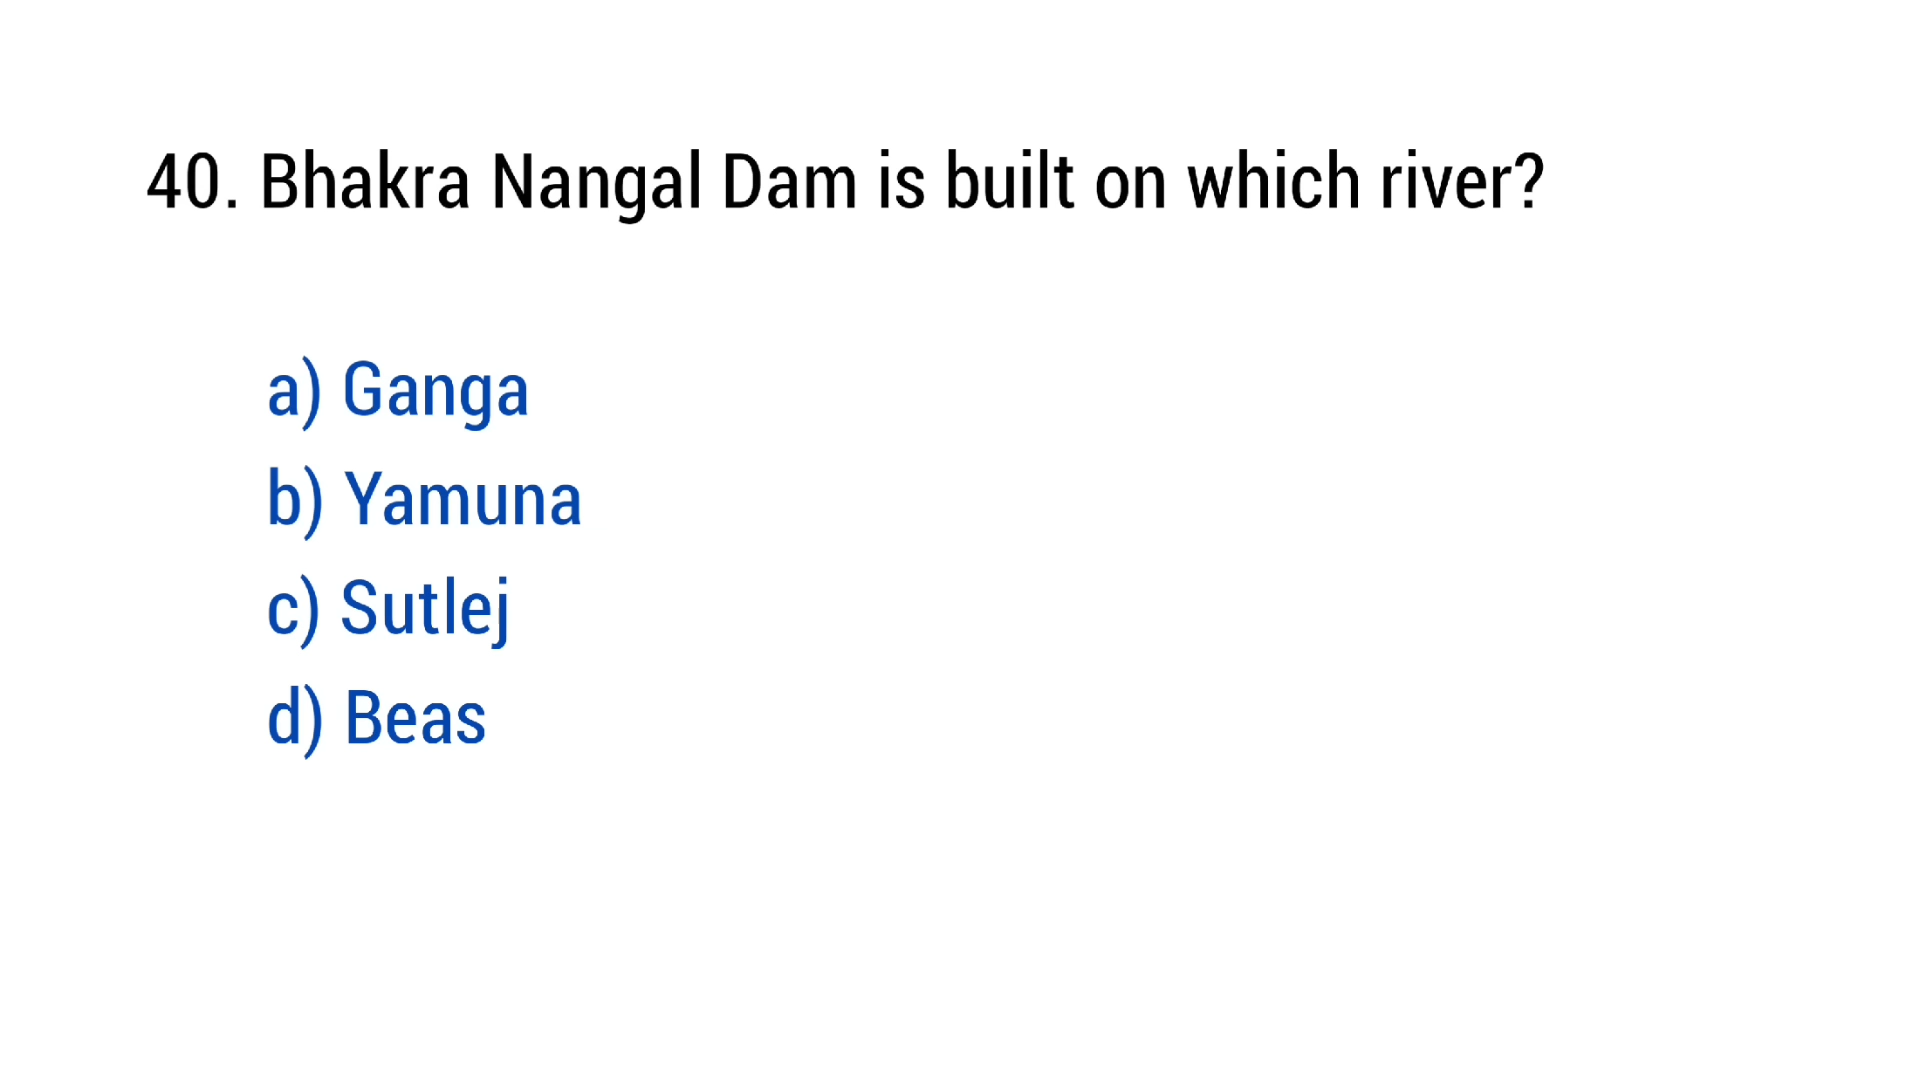 40. Bhakra Nangal Dam is built on which river?
a) Ganga
b) Yamuna
c) Sutlej
d) Beas